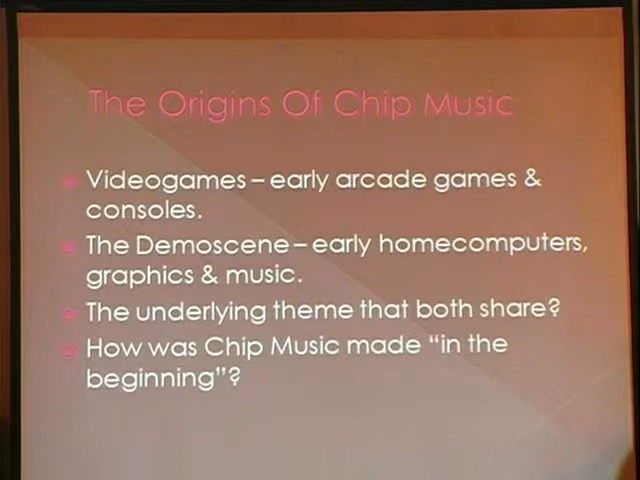 The Origins Of Chip Music
Videogames – early arcade games &
consoles.
The Demoscene – early homecomputers,
graphics & music.
The underlying theme that both share?
How was Chip Music made “in the
beginning”?